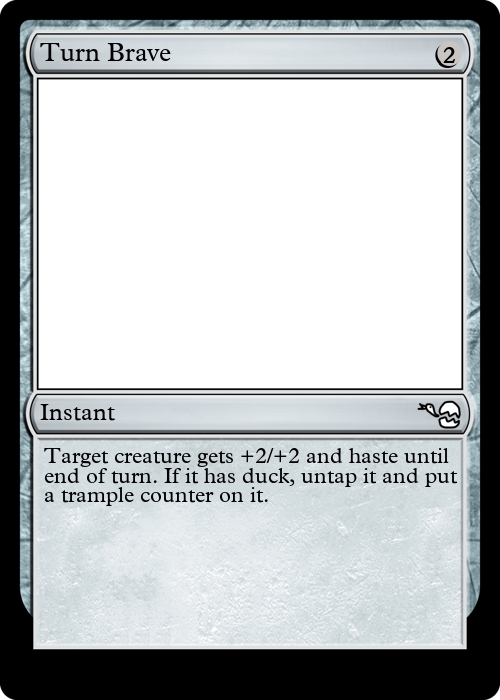 Turn Brave
2
Instant
Target creature gets +2/+2 and haste until
end of turn. If it has duck, untap it and put
a trample counter on it.